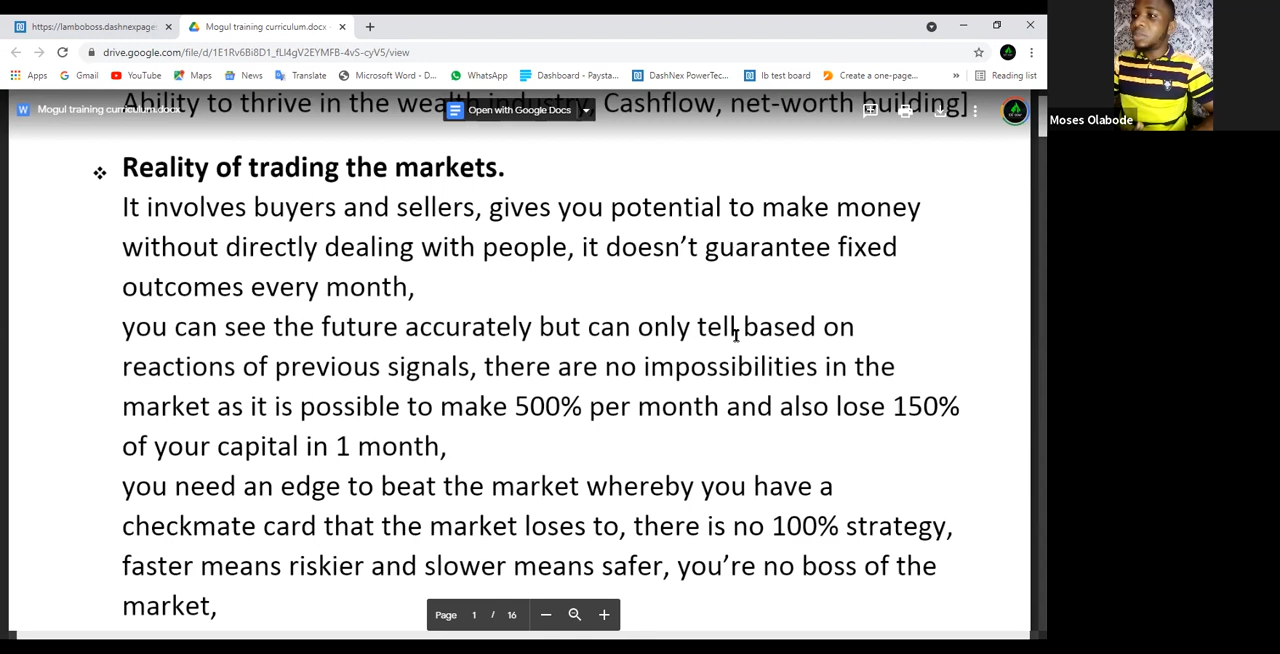 https://lamboboss.dashnexpage
Mogul training curriculum.docx
drive.google.com/file/d/1E1Rv6Bi8D1_fLl4gV2EYMFB-4vS-cyV5/view
Apps Gmail YouTube Maps News Translate Microsoft Word - D... WhatsApp Dashboard - Paysta... DashNex PowerTec... lb test board Create a one-page... » Reading list
Moses Olabode
Ability to thrive in the wealth industry, Cashflow, net-worth building]
Mogul training curriculum.docx
Open with Google Docs
❖ Reality of trading the markets.
It involves buyers and sellers, gives you potential to make money
without directly dealing with people, it doesn’t guarantee fixed
outcomes every month,
you can see the future accurately but can only tell based on
reactions of previous signals, there are no impossibilities in the
market as it is possible to make 500% per month and also lose 150%
of your capital in 1 month,
you need an edge to beat the market whereby you have a
checkmate card that the market loses to, there is no 100% strategy,
faster means riskier and slower means safer, you’re no boss of the
market,
Page 1 / 16